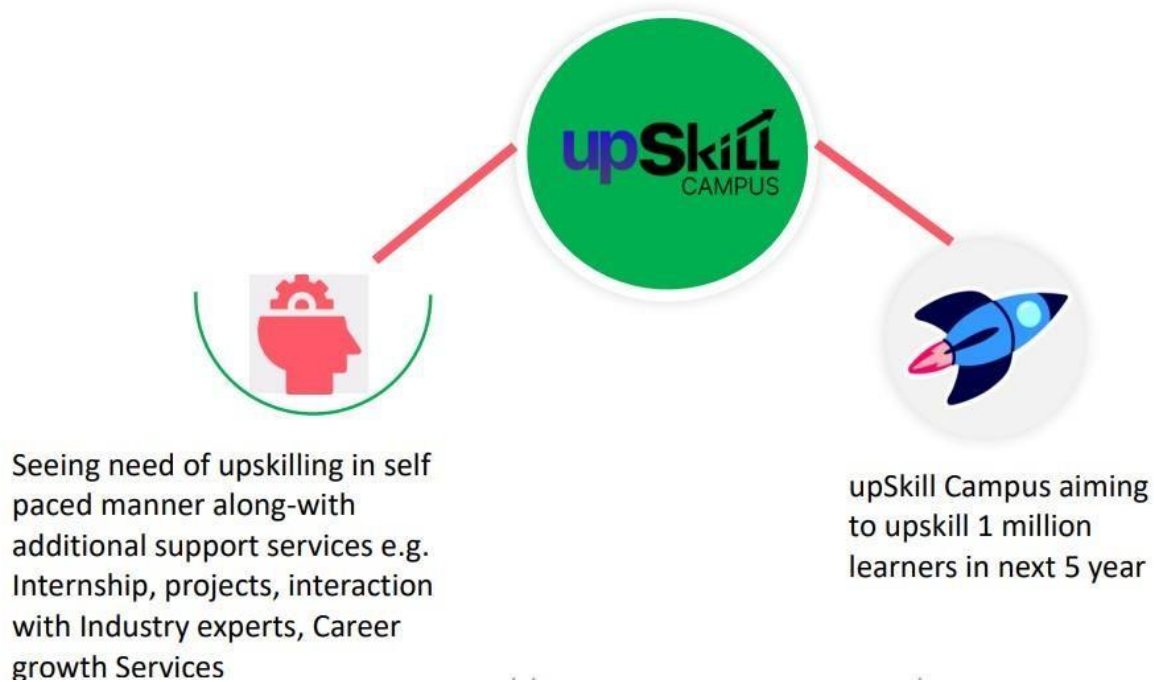 upSkill
CAMPUS
Seeing need of upskilling in self
paced manner along-with
additional support services e.g.
Internship, projects, interaction
with Industry experts, Career
growth Services
upSkill Campus aiming
to upskill 1 million
learners in next 5 year